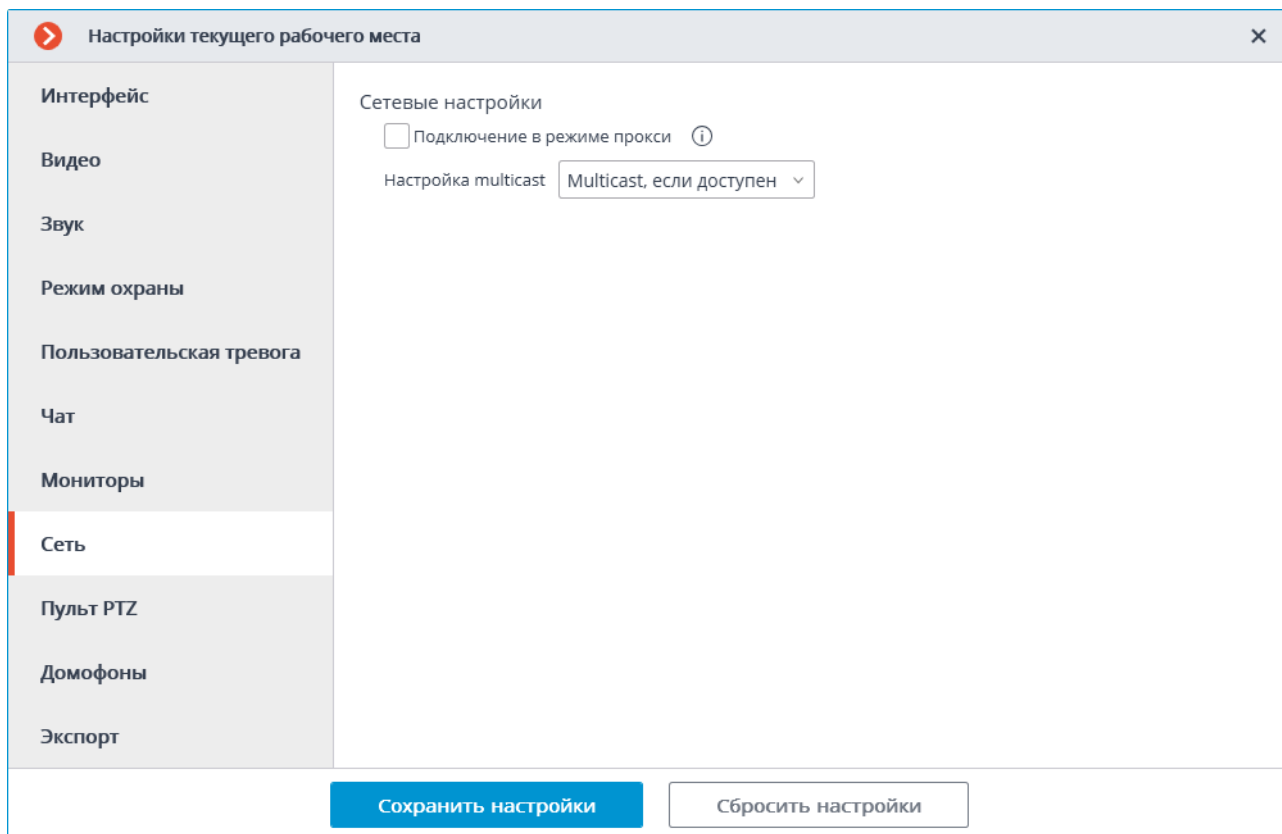 Настройки текущего рабочего места
Интерфейс
Видео
Звук
Режим охраны
Пользовательская тревога
Чат
Мониторы
Сеть
Пульт PTZ
Домофоны
Экспорт
Сетевые настройки
Подключение в режиме прокси
Настройка multicast Multicast, если доступен
Сохранить настройки Сбросить настройки